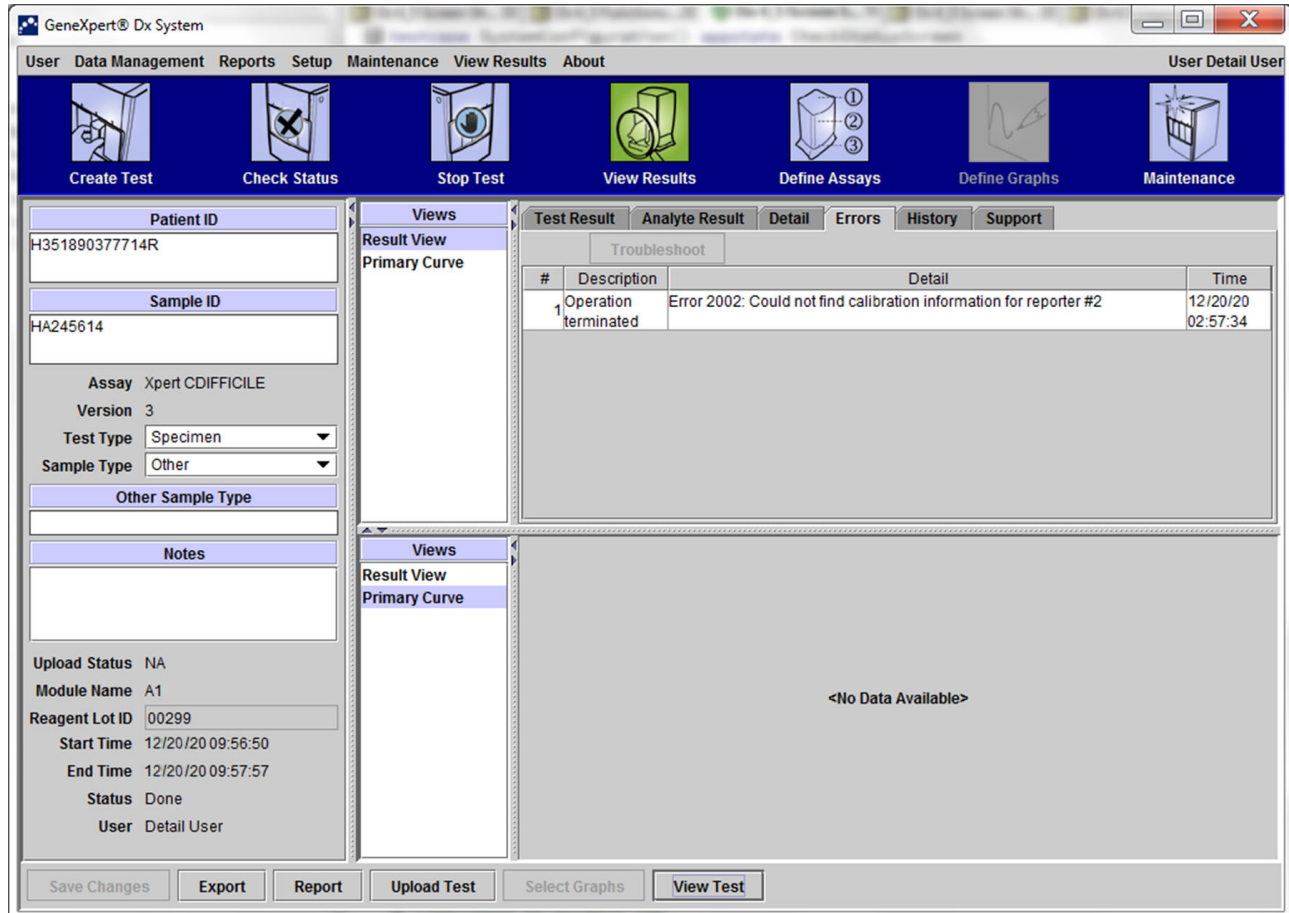 GeneXpert® Dx System
User Data Management Reports Setup Maintenance View Results About User Detail User
Create Test Check Status Stop Test View Results Define Assays Define Graphs Maintenance
① 
②
③
Patient ID
H351890377714R
Sample ID
HA245614
Assay Xpert CDIFFICILE
Version 3
Test Type Specimen
Sample Type Other
Other Sample Type
Notes
Upload Status NA
Module Name A1
Reagent Lot ID 00299
Start Time 12/20/20 09:56:50
End Time 12/20/20 09:57:57
Status Done
User Detail User
Views
Result View
Primary Curve
Test Result Analyte Result Detail Errors History Support
Troubleshoot
# Description Detail Time
1 Operation terminated Error 2002: Could not find calibration information for reporter #2 12/20/20 02:57:34
Views
Result View
Primary Curve
<No Data Available>
Save Changes Export Report Upload Test Select Graphs View Test